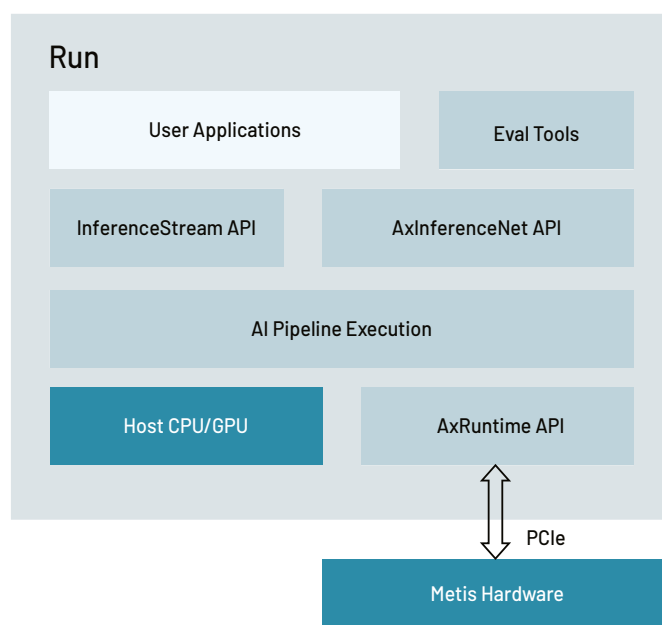 Run
User Applications
Eval Tools
InferenceStream API
AxInferenceNet API
AI Pipeline Execution
Host CPU/GPU
AxRuntime API
PCIe
Metis Hardware